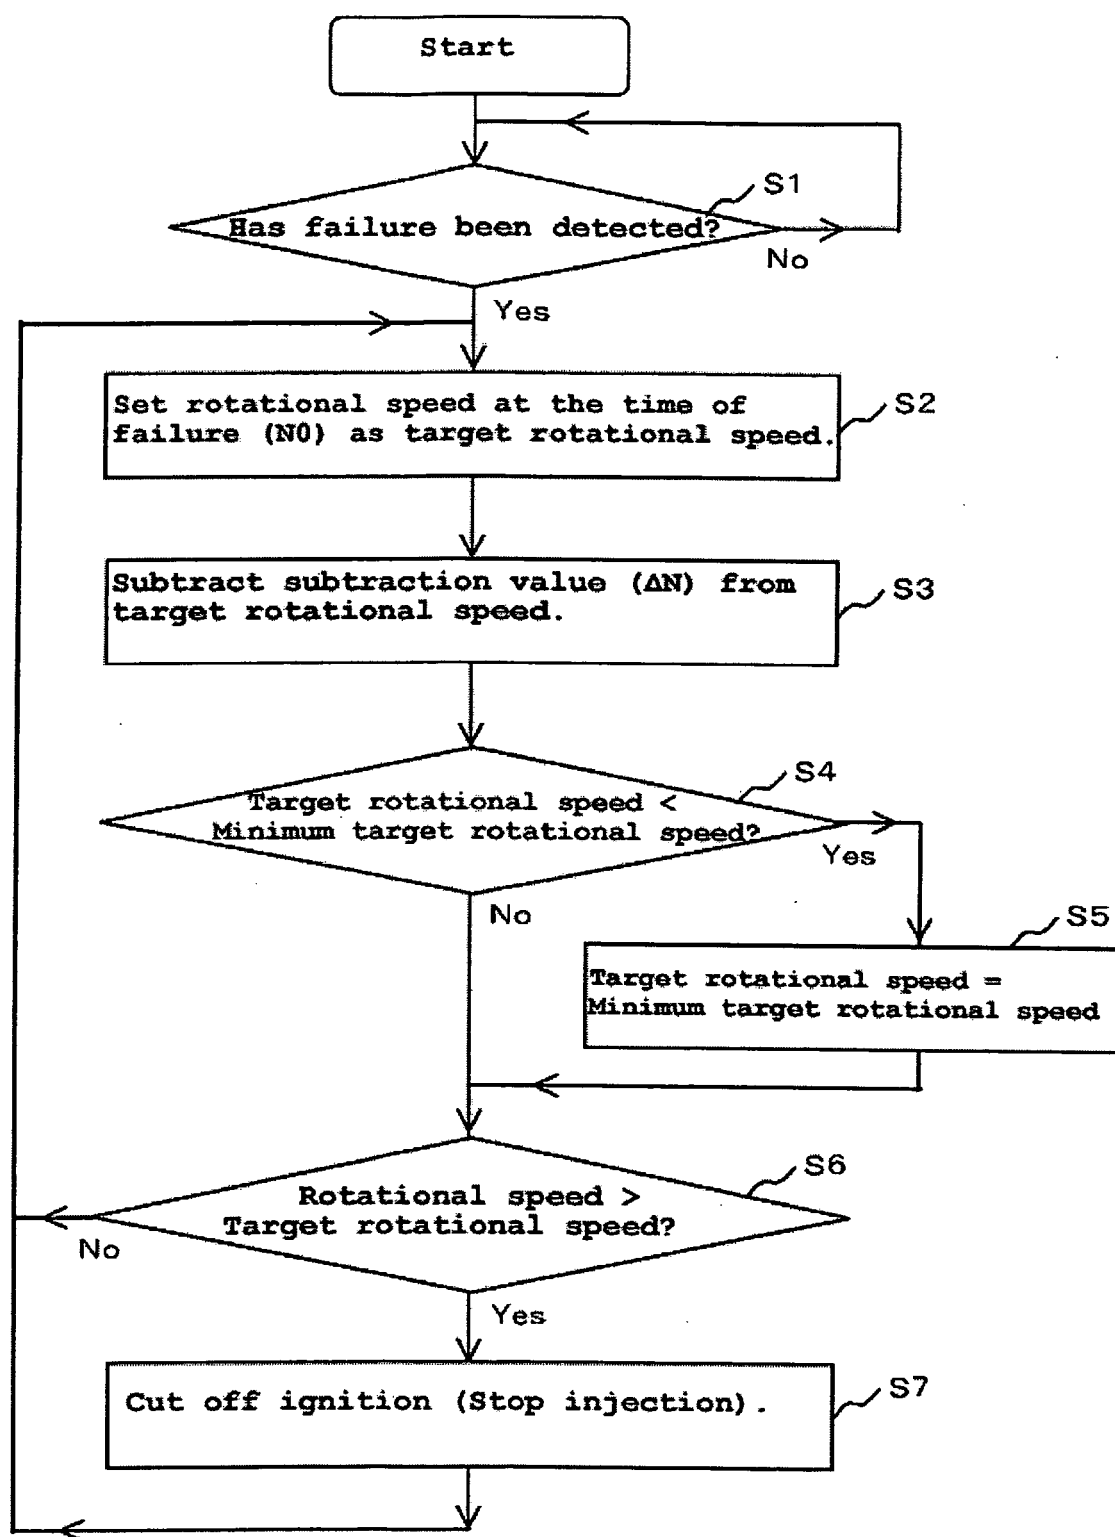 Start
S1
Has failure been detected?
No
Yes
Set rotational speed at the time of
failure (N0) as target rotational speed.
S2
Subtract subtraction value (ΔN) from
target rotational speed.
S3
S4
Target rotational speed <
Minimum target rotational speed?
Yes
No
S5
Target rotational speed =
Minimum target rotational speed
S6
Rotational speed >
Target rotational speed?
No
Yes
Cut off ignition (Stop injection).
S7